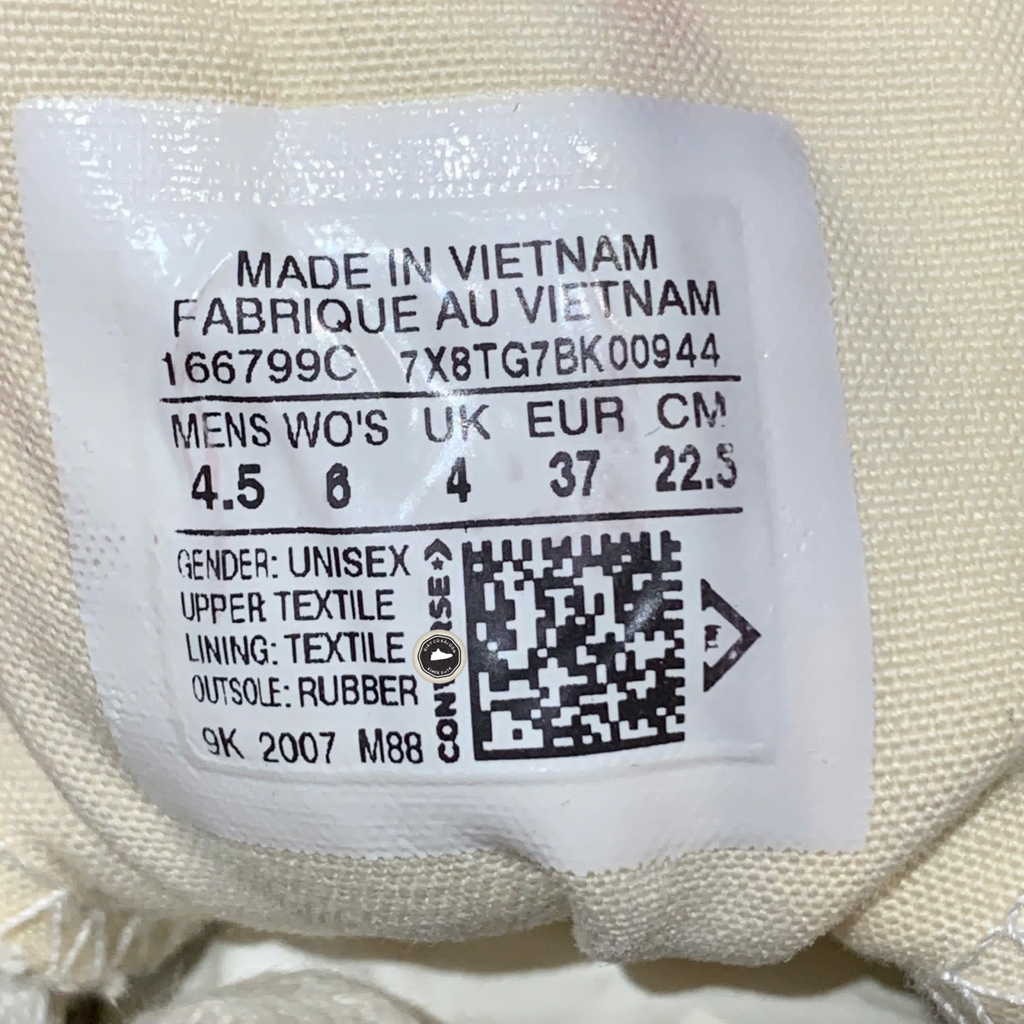 MADE IN VIETNAM
FABRIQUE AU VIETNAM
166799C 7X8TG7BK00944
MENS WO'S UK EUR CM
4.5 6 4 37 22.5
GENDER: UNISEX
UPPER TEXTILE
LINING: TEXTILE
OUTSOLE: RUBBER
9K 2007 M88